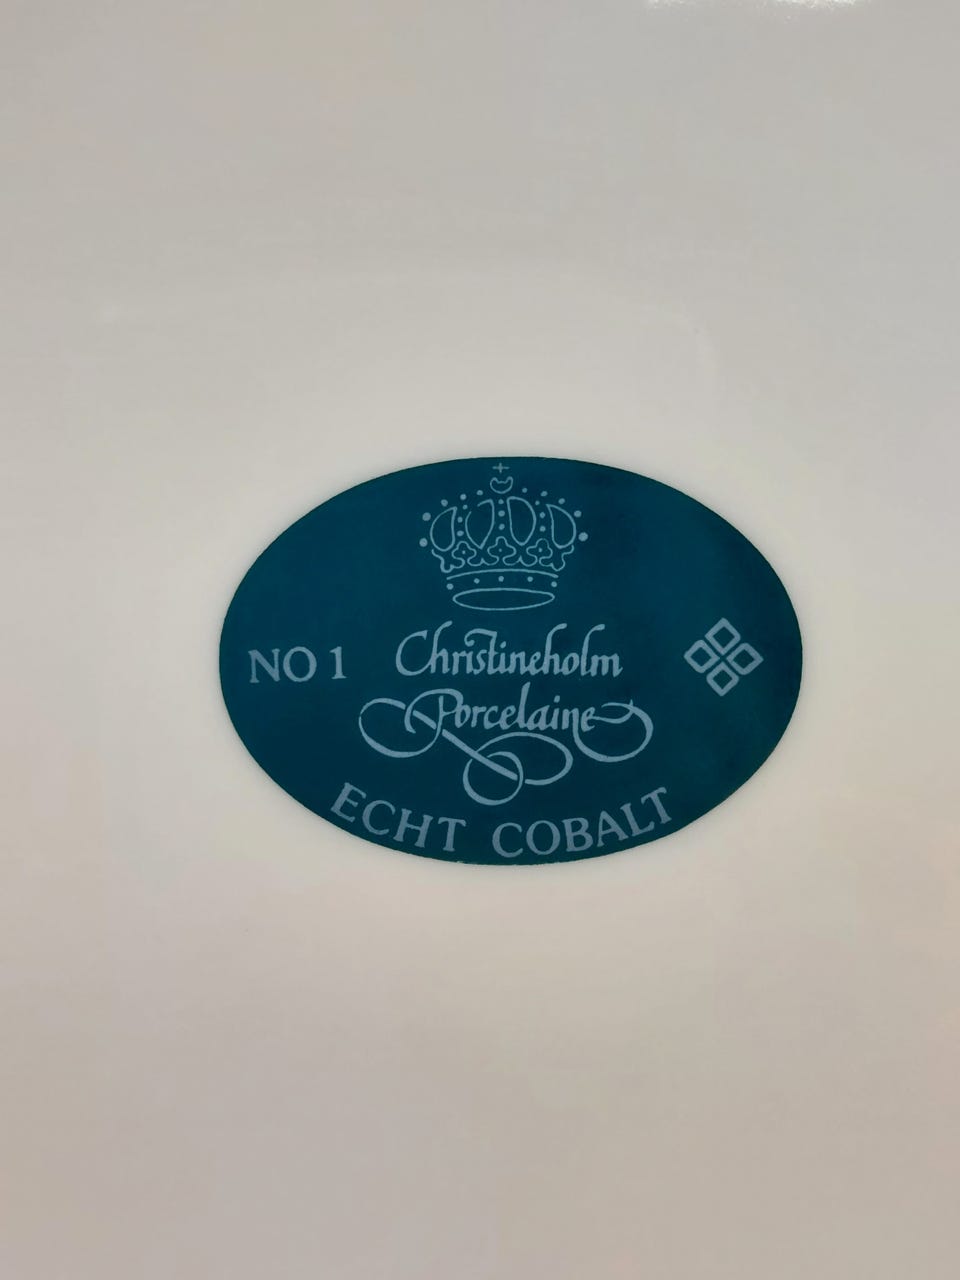 NO 1
Christineholm
Porcelaine
ECHT COBALT